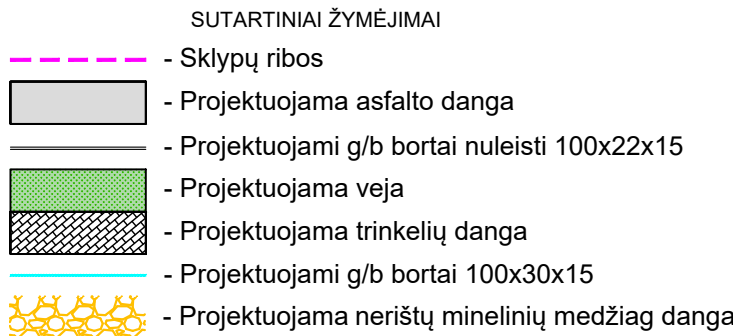 SUTARTINIAI ŽYMĖJIMAI
- Sklypų ribos
- Projektuojama asfalto danga
- Projektuojami g/b bortai nuleisti 100x22x15
- Projektuojama veja
- Projektuojama trinkelių danga
- Projektuojami g/b bortai 100x30x15
- Projektuojama nerištų minelinių medžiag danga